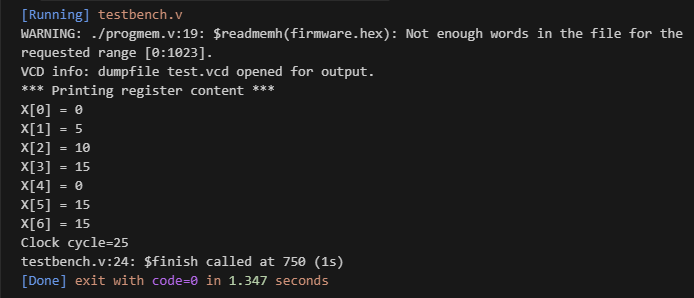 [Running] testbench.v
WARNING: ./progmem.v:19: $readmemh(firmware.hex): Not enough words in the file for the
requested range [0:1023].
VCD info: dumpfile test.vcd opened for output.
*** Printing register content ***
X[0] = 0
X[1] = 5
X[2] = 10
X[3] = 15
X[4] = 0
X[5] = 15
X[6] = 15
Clock cycle=25
testbench.v:24: $finish called at 750 (1s)
[Done] exit with code=0 in 1.347 seconds